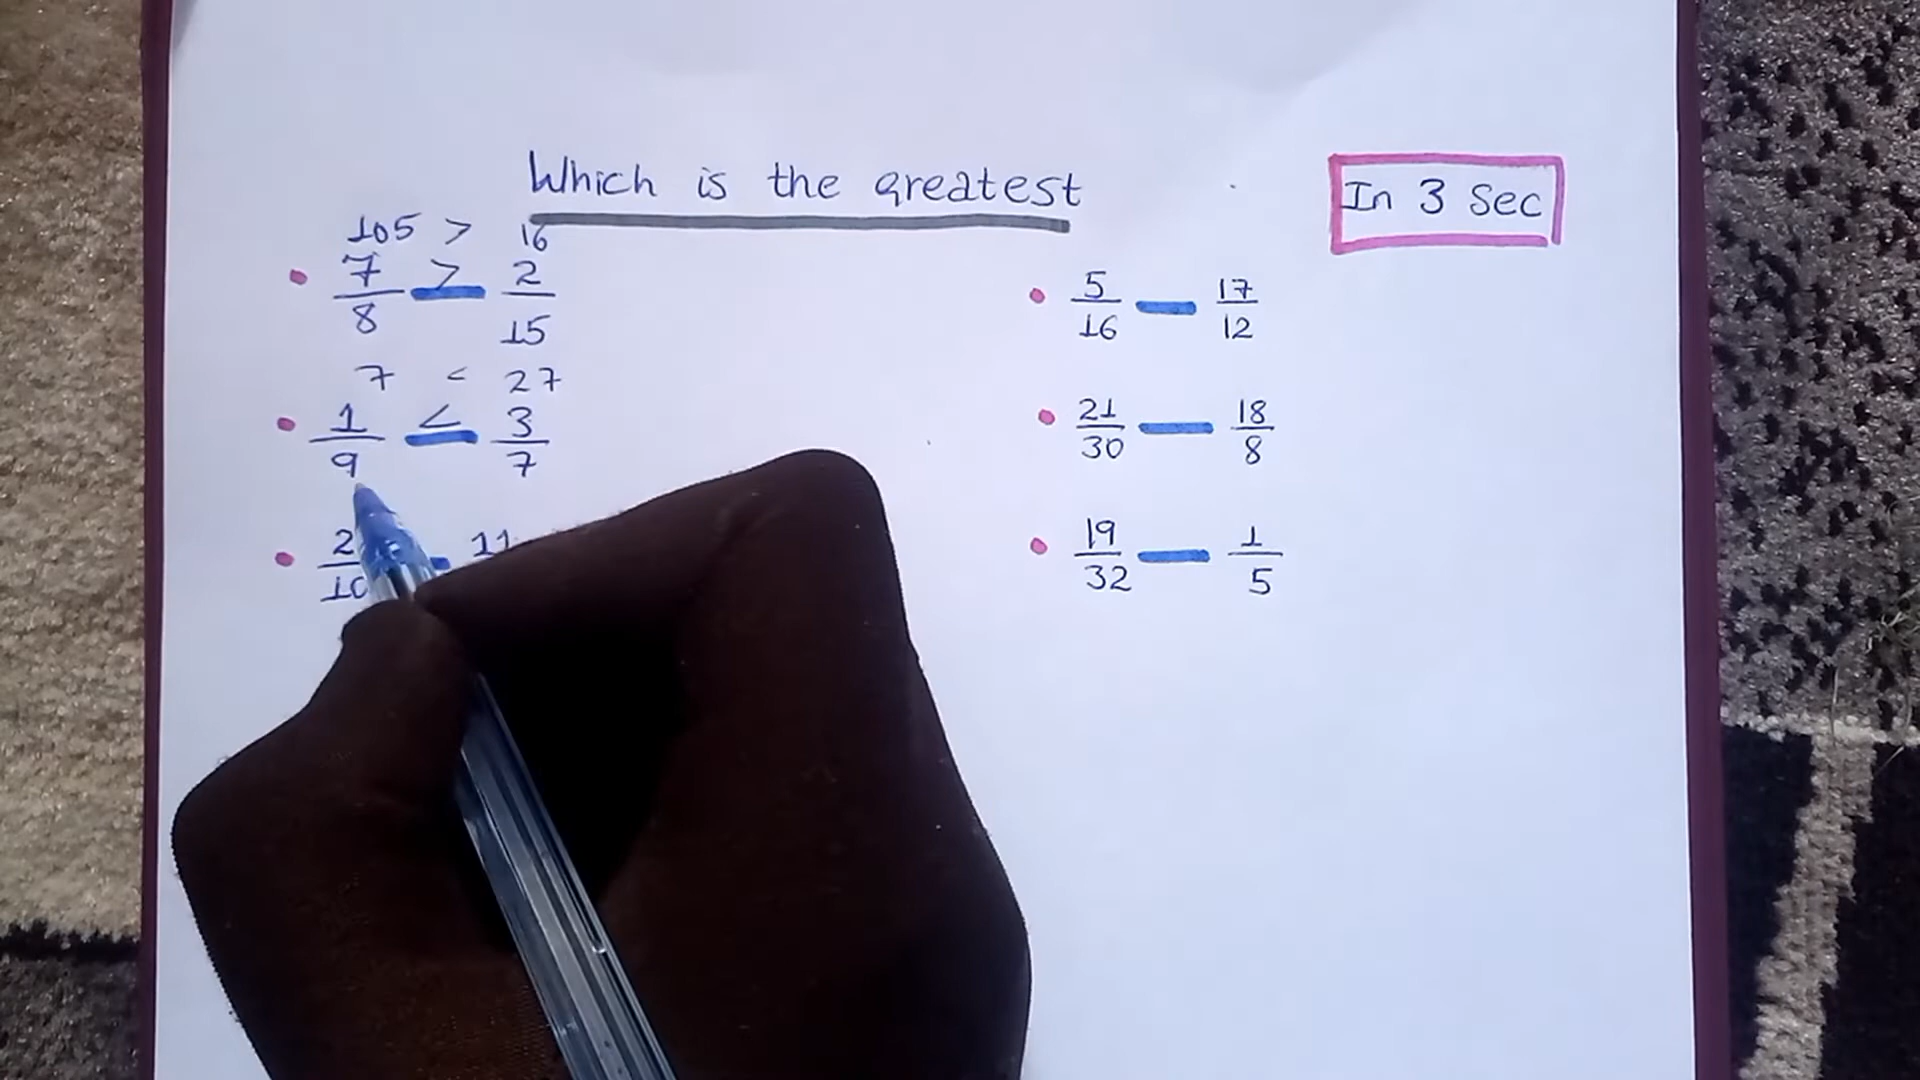 Which is the greatest
In 3 Sec
105 > 16
7/8 > 2/15
7 < 27
1/9 < 3/7
5/16 17/12
21/30 18/8
19/32 1/5